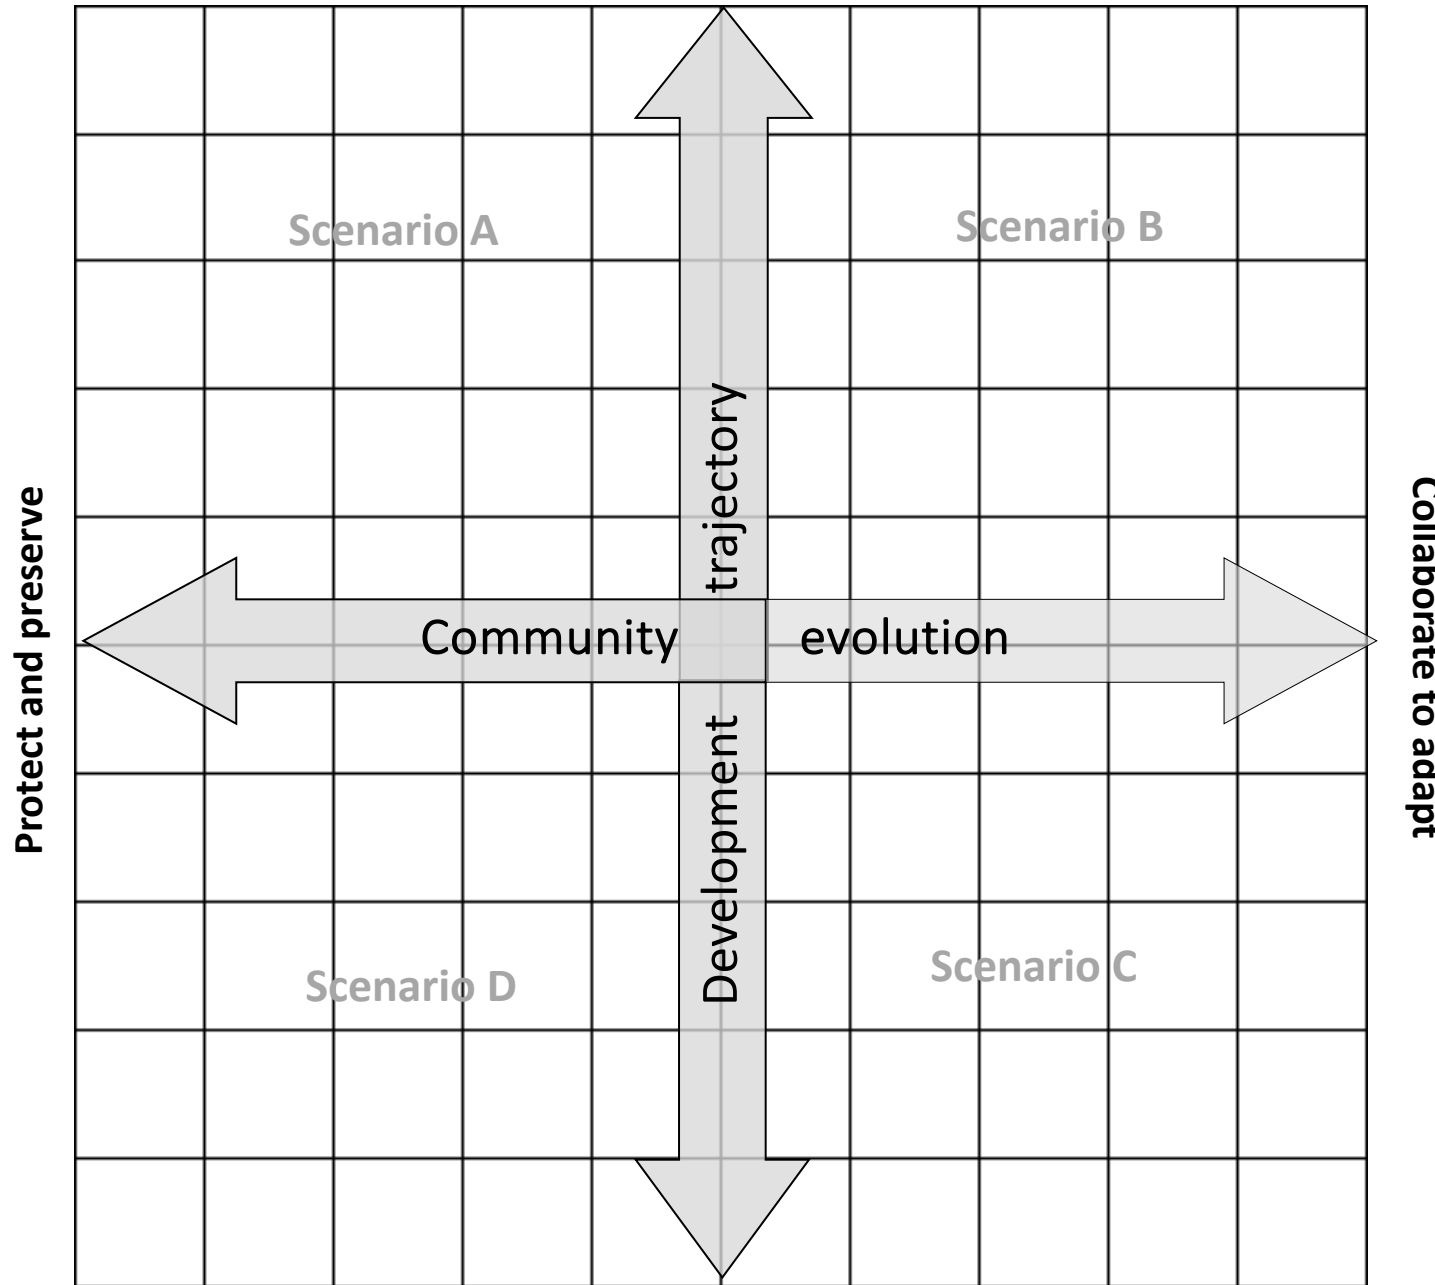 Scenario A
Scenario B
trajectory
Protect and preserve
Community evolution
Collaborate to adapt
Development
Scenario D
Scenario C